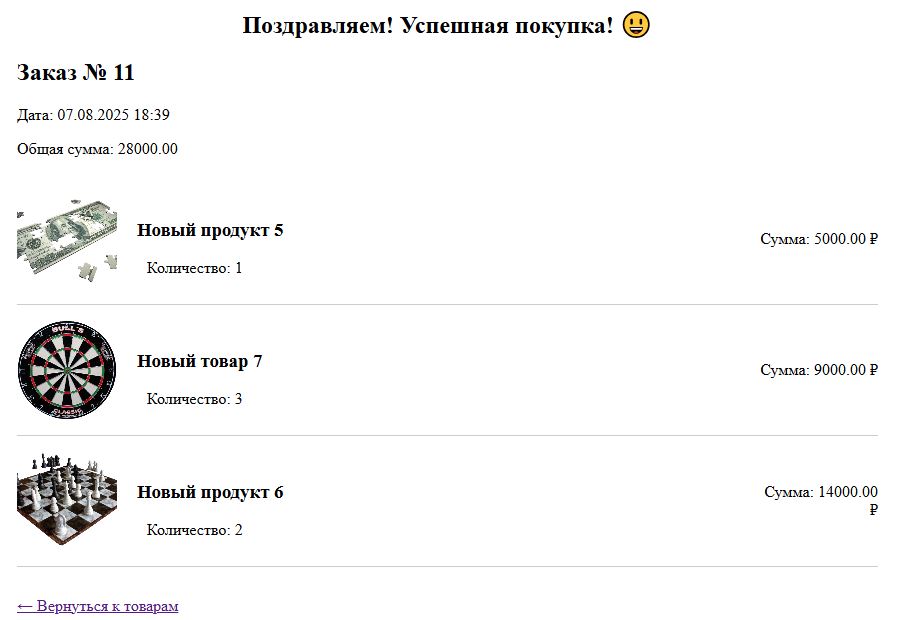 Поздравляем! Успешная покупка! 😃
Заказ № 11
Дата: 07.08.2025 18:39
Общая сумма: 28000.00
Новый продукт 5
Количество: 1
Сумма: 5000.00 ₽
BULL'S
CLASSIC
Новый товар 7
Количество: 3
Сумма: 9000.00 ₽
Новый продукт 6
Количество: 2
Сумма: 14000.00
₽
← Вернуться к товарам